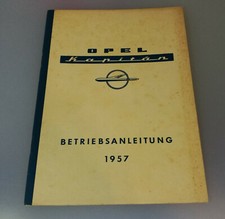 OPEL
Kapitän
BETRIEBSANLEITUNG
1957